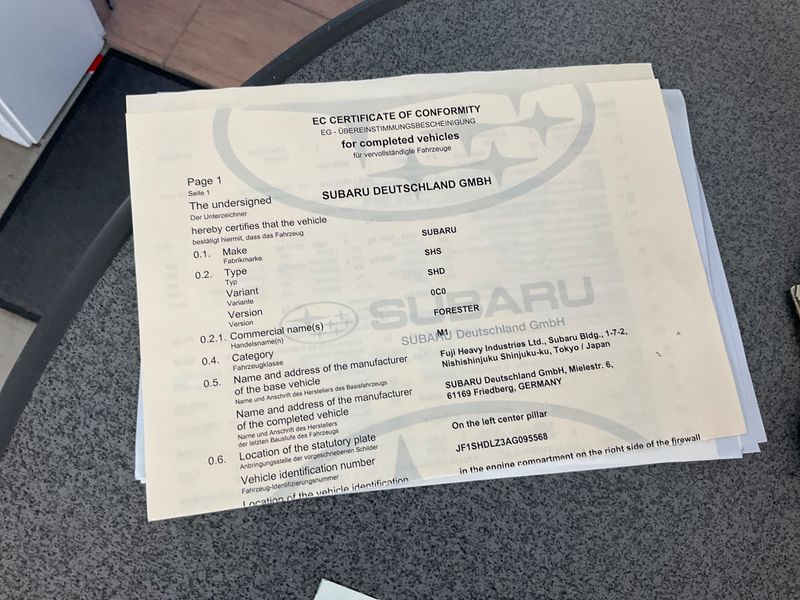 EC CERTIFICATE OF CONFORMITY
EG - ÜBEREINSTIMMUNGSBESCHEINIGUNG
for completed vehicles
für vervollständigte Fahrzeuge
Page 1
Seite 1
The undersigned
Der Unterzeichner
SUBARU DEUTSCHLAND GMBH
hereby certifies that the vehicle
bestätigt hiermit, dass das Fahrzeug
0.1. Make SUBARU
Fabrikmarke
0.2. Type SHS
Typ
Variant SHD
Variante
Version 0C0
Version
0.2.1. Commercial name(s) FORESTER
Handelsname(n)
0.4. Category M1
Fahrzeugklasse
SUBARU
SUBARU Deutschland GmbH
0.5. Name and address of the manufacturer
of the base vehicle
Name und Anschrift des Herstellers des Basisfahrzeugs
Fuji Heavy Industries Ltd., Subaru Bldg., 1-7-2,
Nishishinjuku Shinjuku-ku, Tokyo / Japan
Name and address of the manufacturer
of the completed vehicle
Name und Anschrift des Herstellers
der letzten Baustufe des Fahrzeugs
SUBARU Deutschland GmbH, Mielestr. 6,
61169 Friedberg, GERMANY
0.6. Location of the statutory plate On the left center pillar
Anbringungsstelle der vorgeschriebenen Schilder
Vehicle identification number JF1SHDLZ3AG095568
Fahrzeug-Identifizierungsnummer
Location of the vehicle identification in the engine compartment on the right side of the firewall